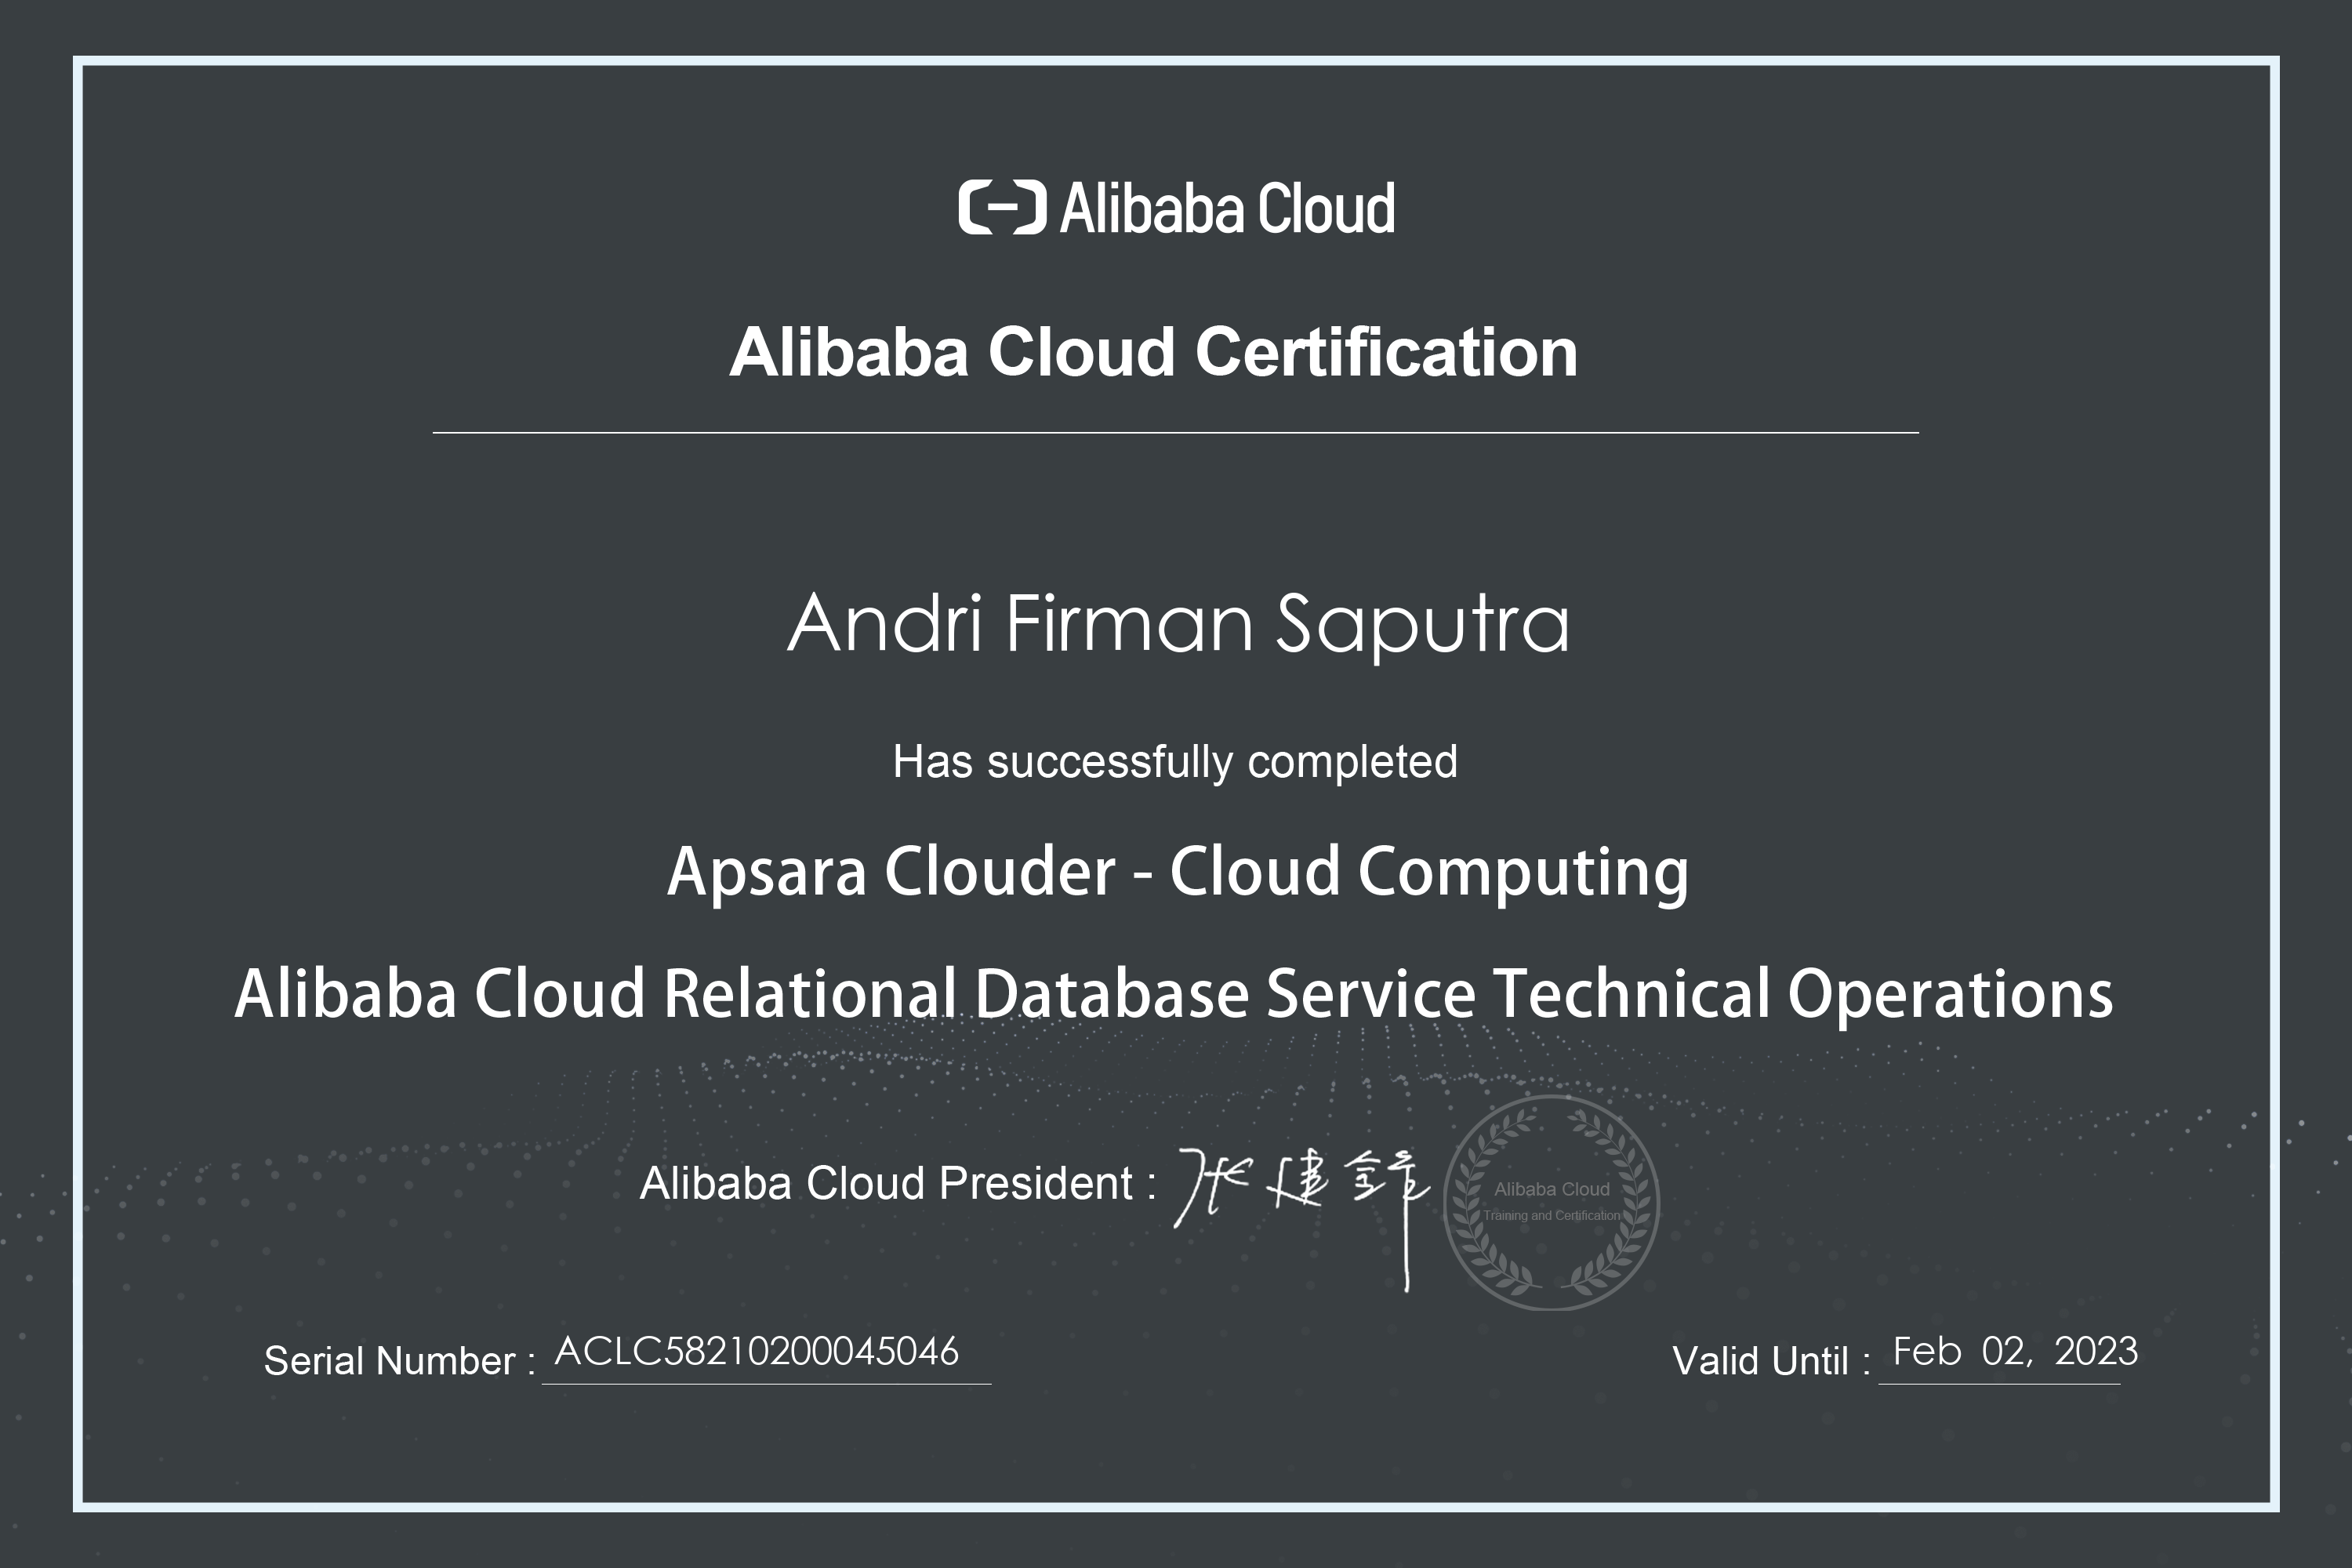 Alibaba Cloud
Alibaba Cloud Certification
Andri Firman Saputra
Has successfully completed
Apsara Clouder - Cloud Computing
Alibaba Cloud Relational Database Service Technical Operations
Alibaba Cloud President : 张建锋
Alibaba Cloud
Training and Certification
Serial Number : ACLC58210200045046
Valid Until : Feb 02, 2023